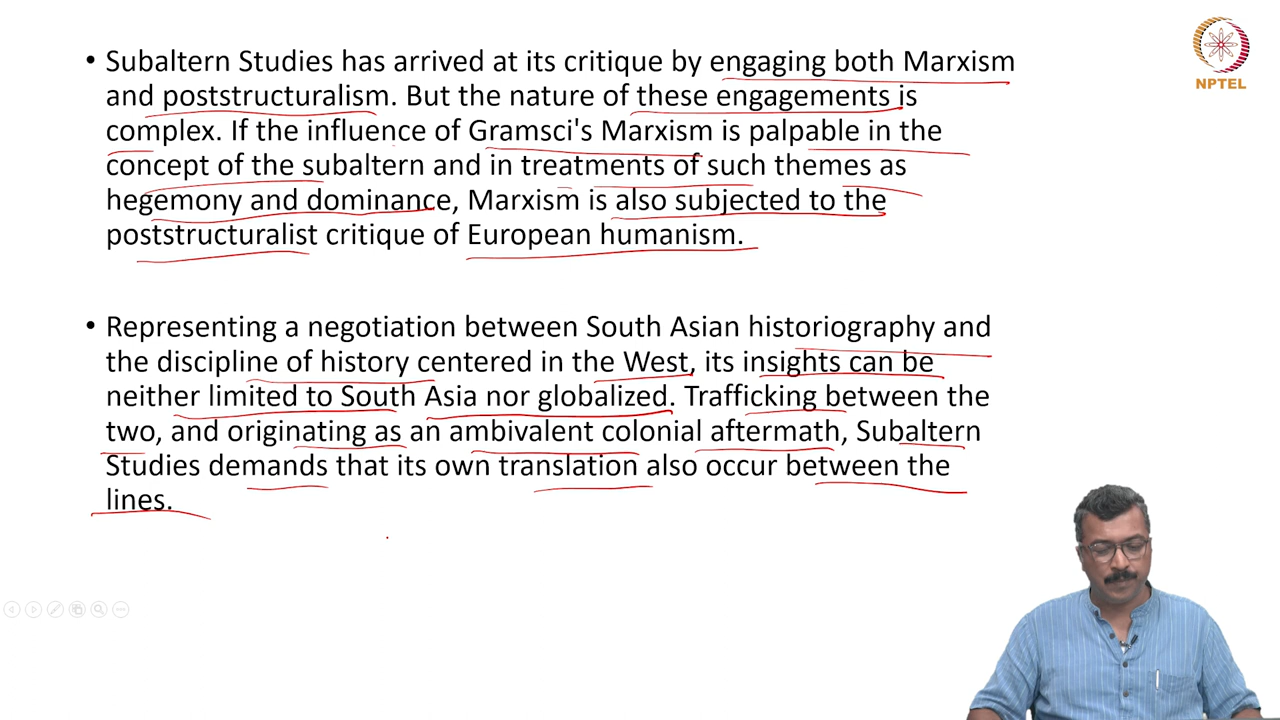 • Subaltern Studies has arrived at its critique by engaging both Marxism
and poststructuralism. But the nature of these engagements is
complex. If the influence of Gramsci's Marxism is palpable in the
concept of the subaltern and in treatments of such themes as
hegemony and dominance, Marxism is also subjected to the
poststructuralist critique of European humanism.
• Representing a negotiation between South Asian historiography and
the discipline of history centered in the West, its insights can be
neither limited to South Asia nor globalized. Trafficking between the
two, and originating as an ambivalent colonial aftermath, Subaltern
Studies demands that its own translation also occur between the
lines.
NPTEL